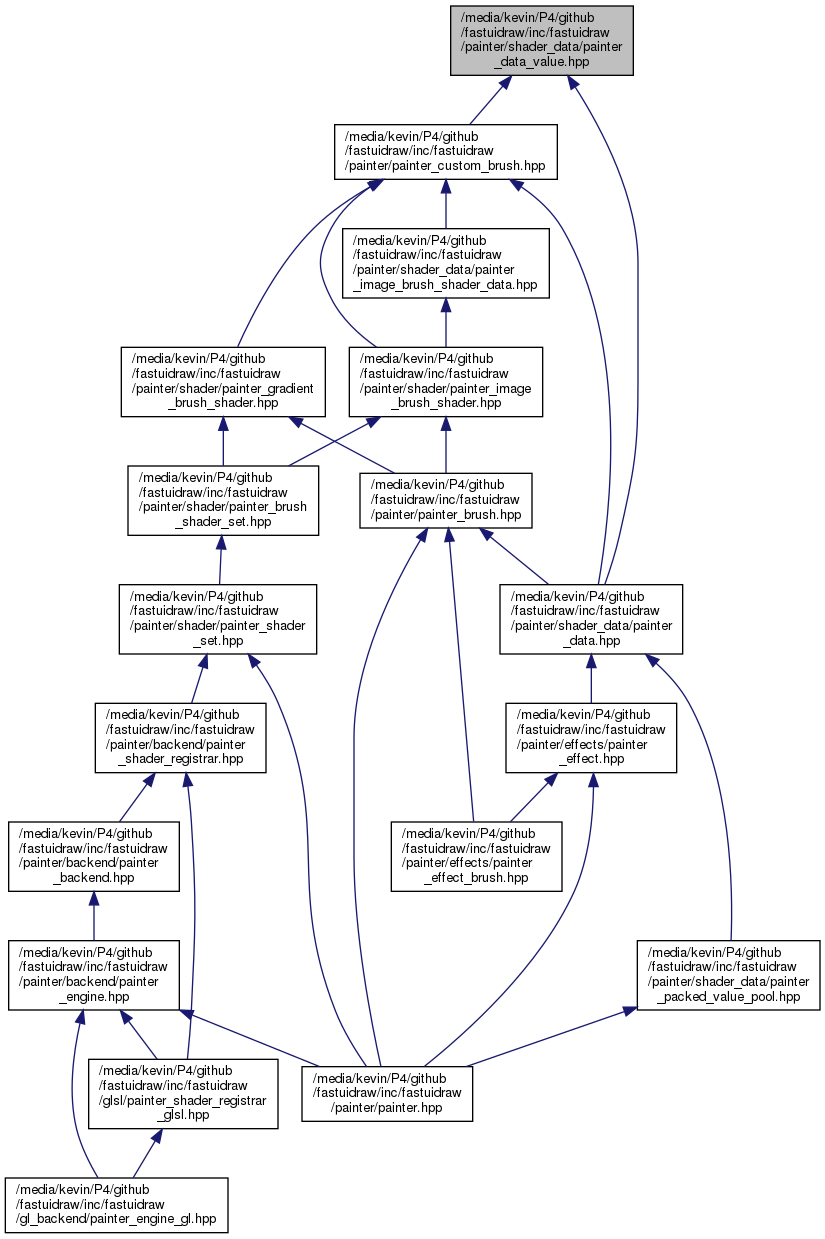 /media/kevin/P4/github
/fastuidraw/inc/fastuidraw
/painter/shader_data/painter
_data_value.hpp
/media/kevin/P4/github
/fastuidraw/inc/fastuidraw
/painter/painter_custom_brush.hpp
/media/kevin/P4/github
/fastuidraw/inc/fastuidraw
/painter/shader_data/painter
_image_brush_shader_data.hpp
/media/kevin/P4/github
/fastuidraw/inc/fastuidraw
/painter/shader/painter_gradient
_brush_shader.hpp
/media/kevin/P4/github
/fastuidraw/inc/fastuidraw
/painter/shader/painter_image
_brush_shader.hpp
/media/kevin/P4/github
/fastuidraw/inc/fastuidraw
/painter/shader/painter_brush
_shader_set.hpp
/media/kevin/P4/github
/fastuidraw/inc/fastuidraw
/painter/painter_brush.hpp
/media/kevin/P4/github
/fastuidraw/inc/fastuidraw
/painter/shader/painter_shader
_set.hpp
/media/kevin/P4/github
/fastuidraw/inc/fastuidraw
/painter/shader_data/painter
_data.hpp
/media/kevin/P4/github
/fastuidraw/inc/fastuidraw
/painter/backend/painter
_shader_registrar.hpp
/media/kevin/P4/github
/fastuidraw/inc/fastuidraw
/painter/effects/painter
_effect.hpp
/media/kevin/P4/github
/fastuidraw/inc/fastuidraw
/painter/backend/painter
_backend.hpp
/media/kevin/P4/github
/fastuidraw/inc/fastuidraw
/painter/effects/painter
_effect_brush.hpp
/media/kevin/P4/github
/fastuidraw/inc/fastuidraw
/painter/backend/painter
_engine.hpp
/media/kevin/P4/github
/fastuidraw/inc/fastuidraw
/painter/shader_data/painter
_packed_value_pool.hpp
/media/kevin/P4/github
/fastuidraw/inc/fastuidraw
/glsl/painter_shader_registrar
_glsl.hpp
/media/kevin/P4/github
/fastuidraw/inc/fastuidraw
/painter/painter.hpp
/media/kevin/P4/github
/fastuidraw/inc/fastuidraw
/gl_backend/painter_engine_gl.hpp